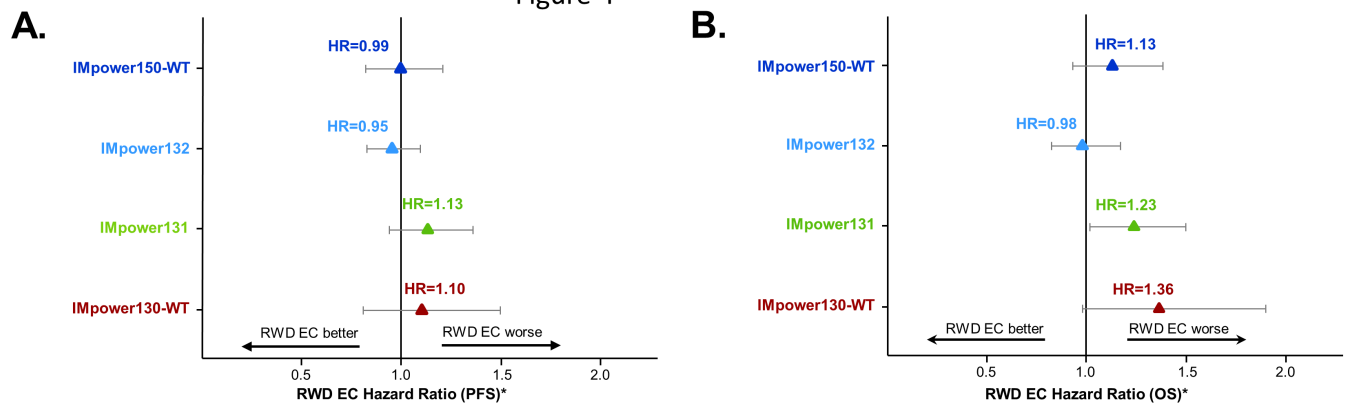 A.
HR=0.99
IMpower150-WT
HR=0.95
IMpower132
HR=1.13
IMpower131
HR=1.10
IMpower130-WT
RWD EC better
RWD EC worse
0.5
1.0
1.5
2.0
RWD EC Hazard Ratio (PFS)*
B.
HR=1.13
IMpower150-WT
HR=0.98
IMpower132
HR=1.23
IMpower131
HR=1.36
IMpower130-WT
RWD EC better
RWD EC worse
0.5
1.0
1.5
2.0
RWD EC Hazard Ratio (OS)*